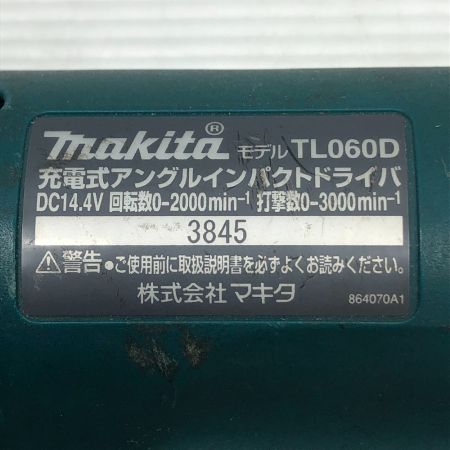 makita® モデル TL060D
充電式アングルインパクトドライバ
DC14.4V 回転数0-2000min-1 打撃数0-3000min-1
3845
⚠警告●ご使用前に取扱説明書を必ずよくお読みください。
株式会社マキタ 864070A1